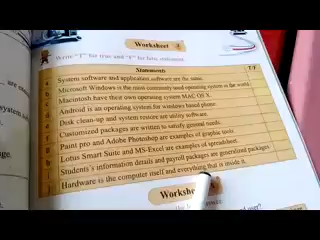 Worksheet 4
Write "T" for true and "F" for false statement.
Statements T/F
a System software and application software are the same.
b Microsoft Windows is the most commonly used operating system in the world.
c Macintosh have their own operating system MAC OS X.
d Android is an operating system for windows based phone.
e Disk clean-up and system restore are utility software.
Customized packages are written to satisfy general needs.
Paint pro and Adobe Photoshop are examples of graphic tools.
h Lotus Smart Suite and MS-Excel are examples of spreadsheet.
i Students's information details and payroll packages are generalized packages
j Hardware is the computer itself and everything that is inside it.
Worksheet